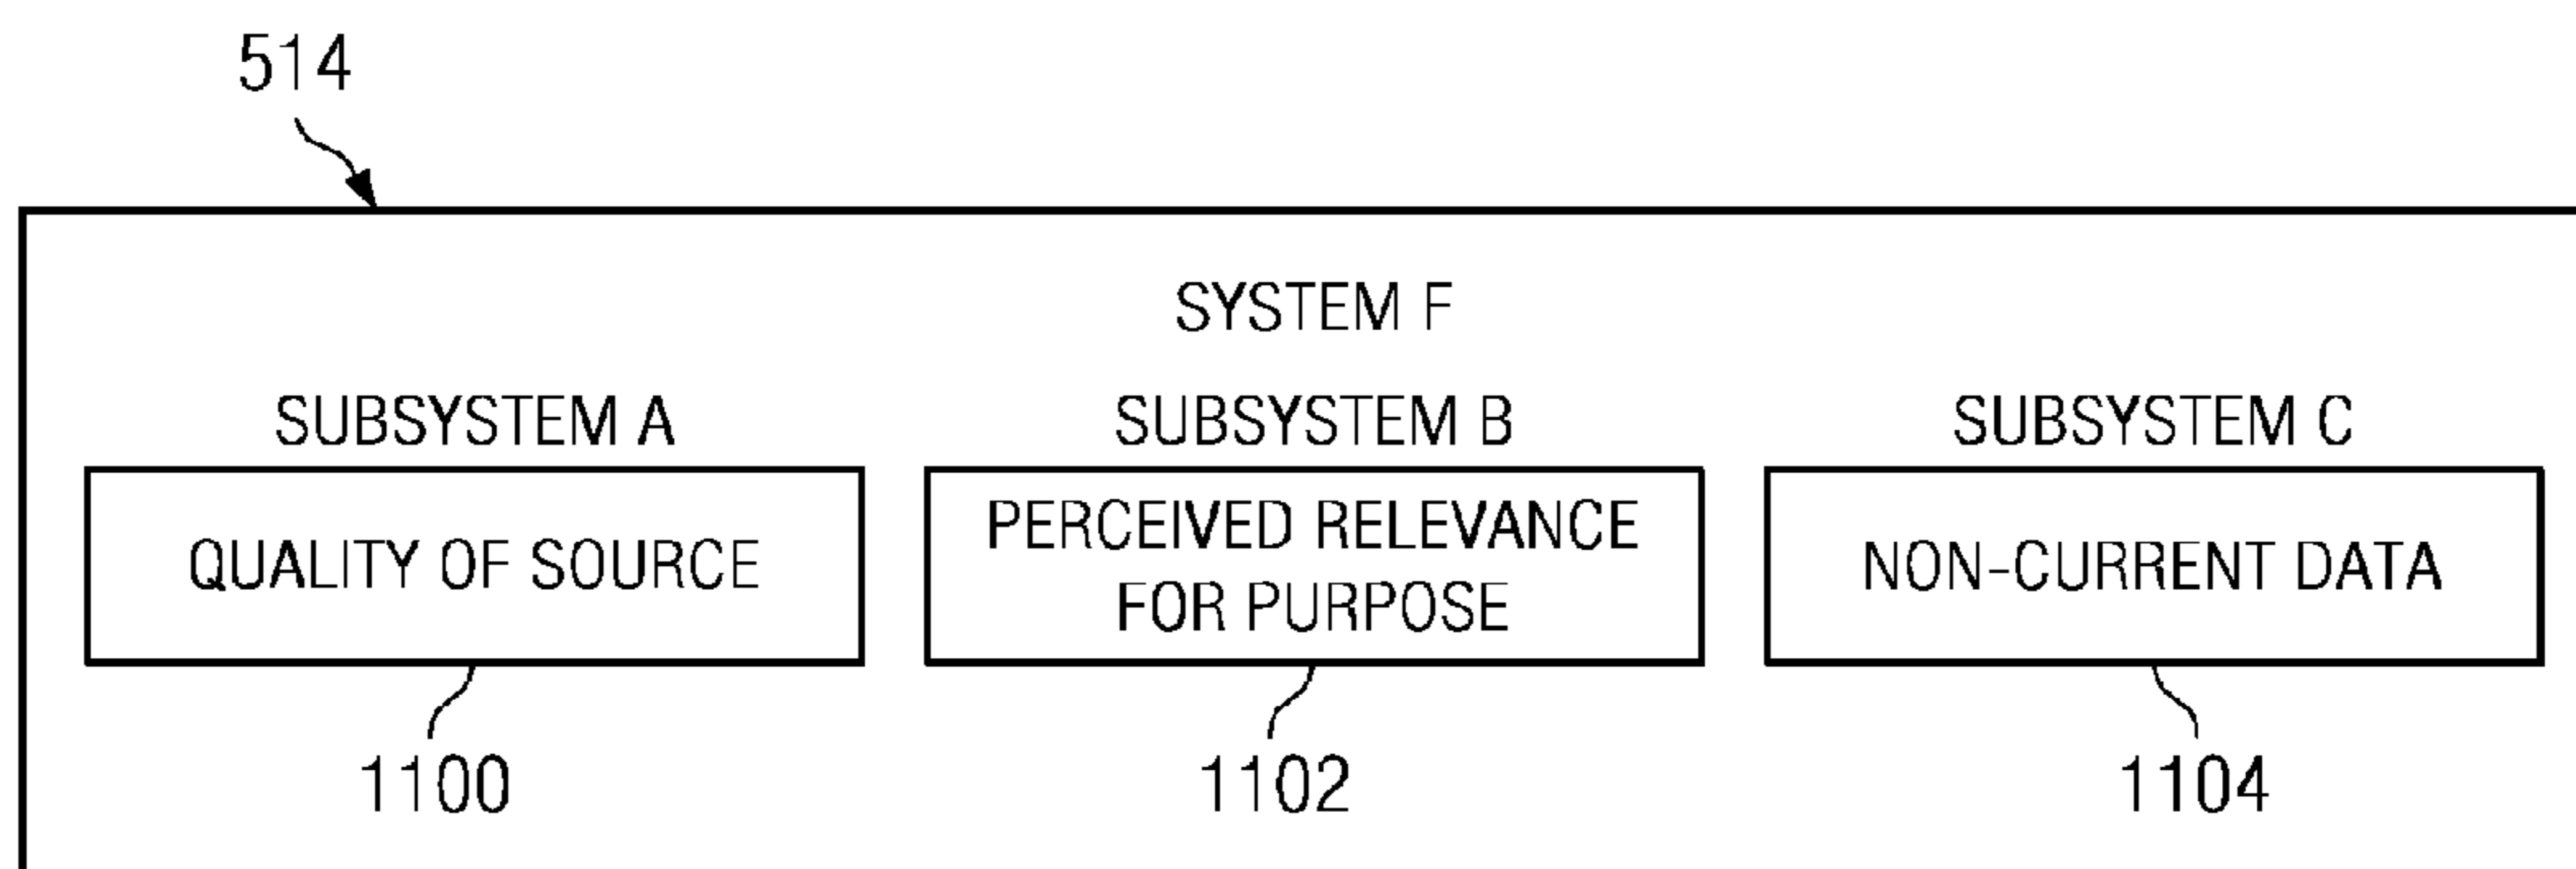 514
SYSTEM F
SUBSYSTEM A
SUBSYSTEM B
SUBSYSTEM C
QUALITY OF SOURCE
PERCEIVED RELEVANCE
FOR PURPOSE
NON-CURRENT DATA
1100
1102
1104